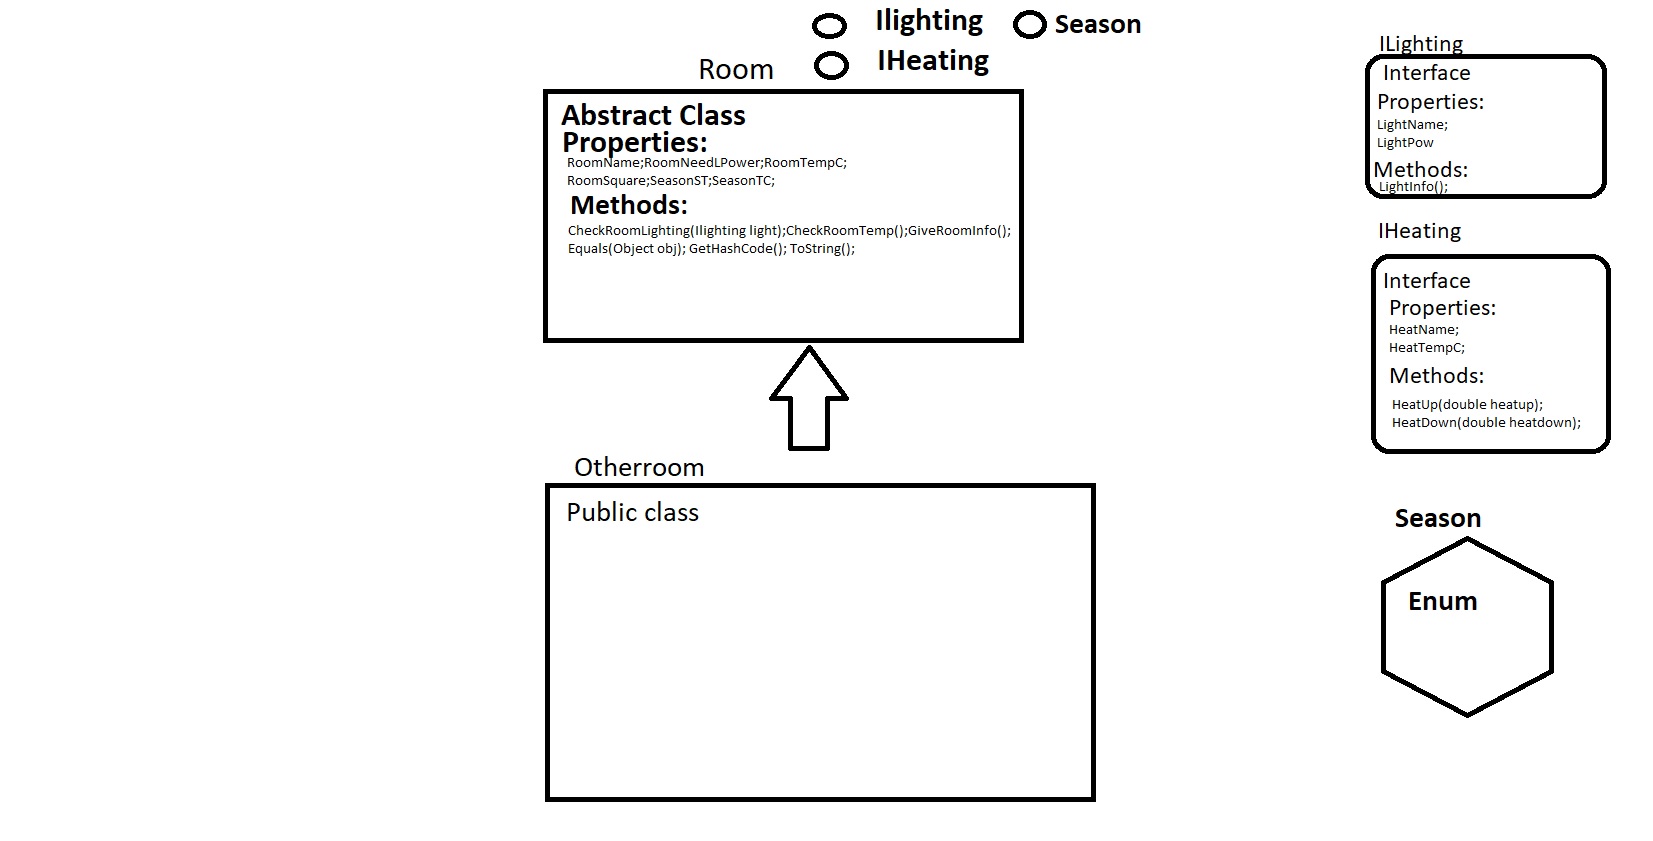 Ilighting
Season
IHeating
Room
Abstract Class
Properties:
RoomName;RoomNeedLPower;RoomTempC;
RoomSquare;SeasonST;SeasonTC;
Methods:
CheckRoomLighting(Ilighting light);CheckRoomTemp();GiveRoomInfo();
Equals(Object obj); GetHashCode(); ToString();
Otherroom
Public class
ILighting
Interface
Properties:
LightName;
LightPow
Methods:
LightInfo();
IHeating
Interface
Properties:
HeatName;
HeatTempC;
Methods:
HeatUp(double heatup);
HeatDown(double heatdown);
Season
Enum